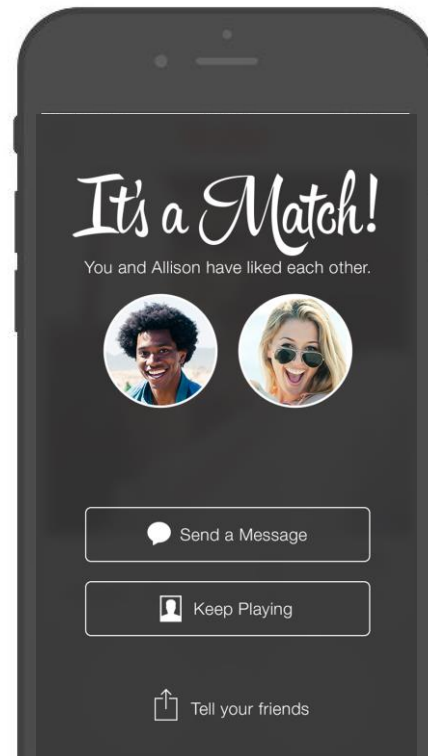 It's a Match!
You and Allison have liked each other.
Send a Message
Keep Playing
Tell your friends